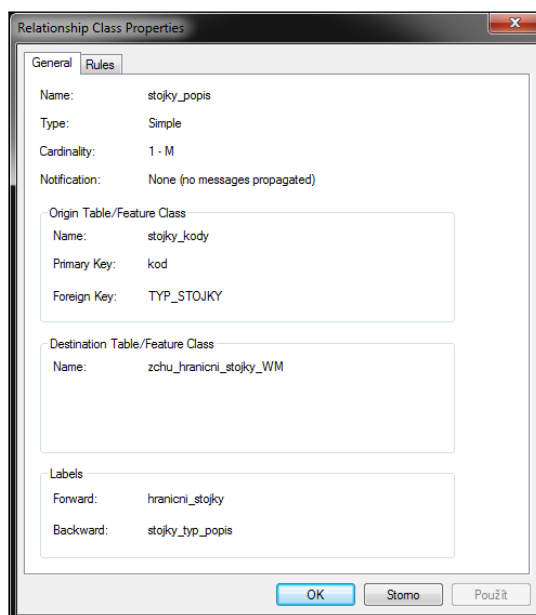 Relationship Class Properties
General Rules
Name: stojky_popis
Type: Simple
Cardinality: 1 - M
Notification: None (no messages propagated)
Origin Table/Feature Class
Name: stojky_kody
Primary Key: kod
Foreign Key: TYP_STOJKY
Destination Table/Feature Class
Name: zchu_hranicni_stojky_WM
Labels
Forward: hranicni_stojky
Backward: stojky_typ_popis
OK Storno Použít